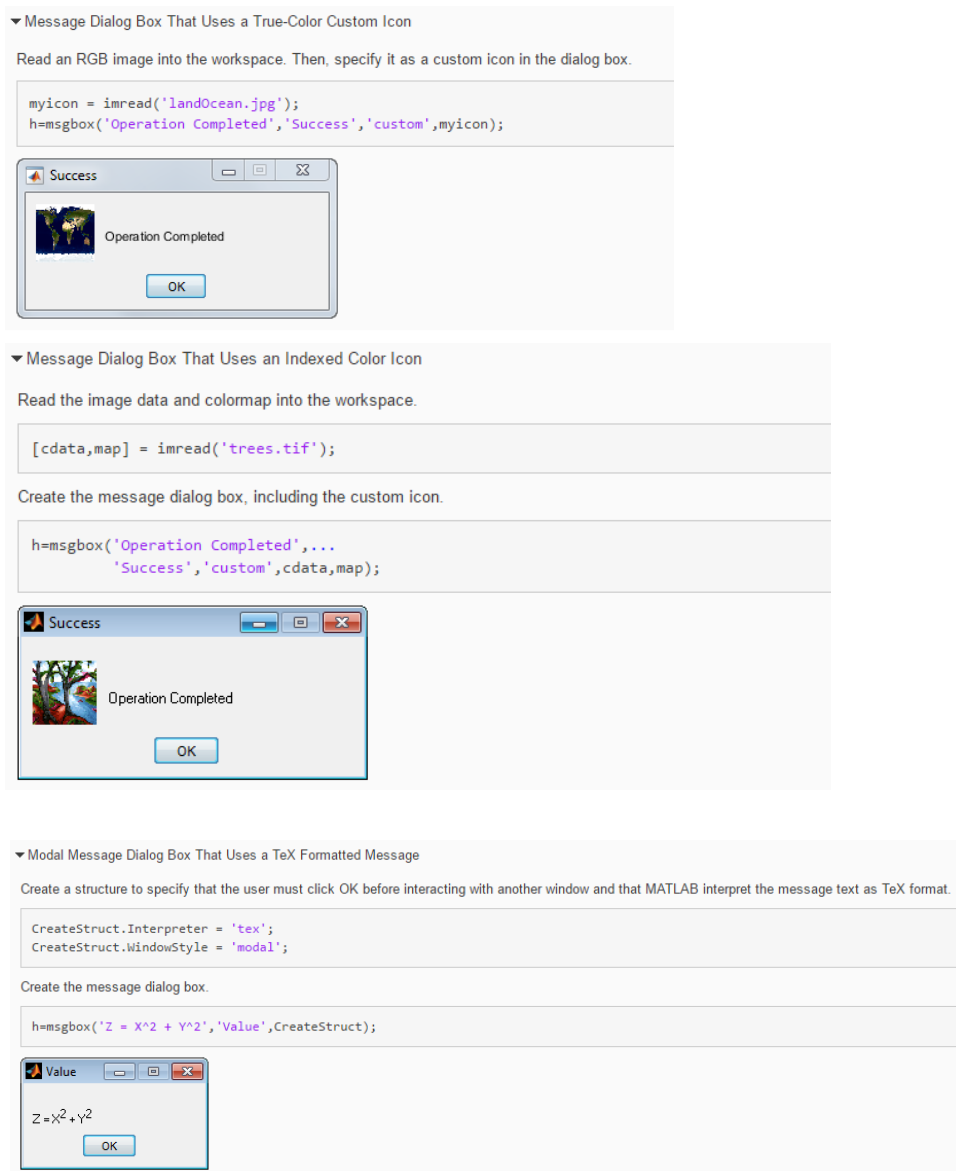 Message Dialog Box That Uses a True-Color Custom Icon
Read an RGB image into the workspace. Then, specify it as a custom icon in the dialog box.
myicon = imread('landOcean.jpg');
h=msgbox('Operation Completed','Success','custom',myicon);
Success
Operation Completed
OK
Message Dialog Box That Uses an Indexed Color Icon
Read the image data and colormap into the workspace.
[cdata,map] = imread('trees.tif');
Create the message dialog box, including the custom icon.
h=msgbox('Operation Completed',...
'Success','custom',cdata,map);
Success
Operation Completed
OK
Modal Message Dialog Box That Uses a TeX Formatted Message
Create a structure to specify that the user must click OK before interacting with another window and that MATLAB interpret the message text as TeX format.
CreateStruct.Interpreter = 'tex';
CreateStruct.WindowStyle = 'modal';
Create the message dialog box.
h=msgbox('Z = X^2 + Y^2','Value',CreateStruct);
Value
Z = X² + Y²
OK